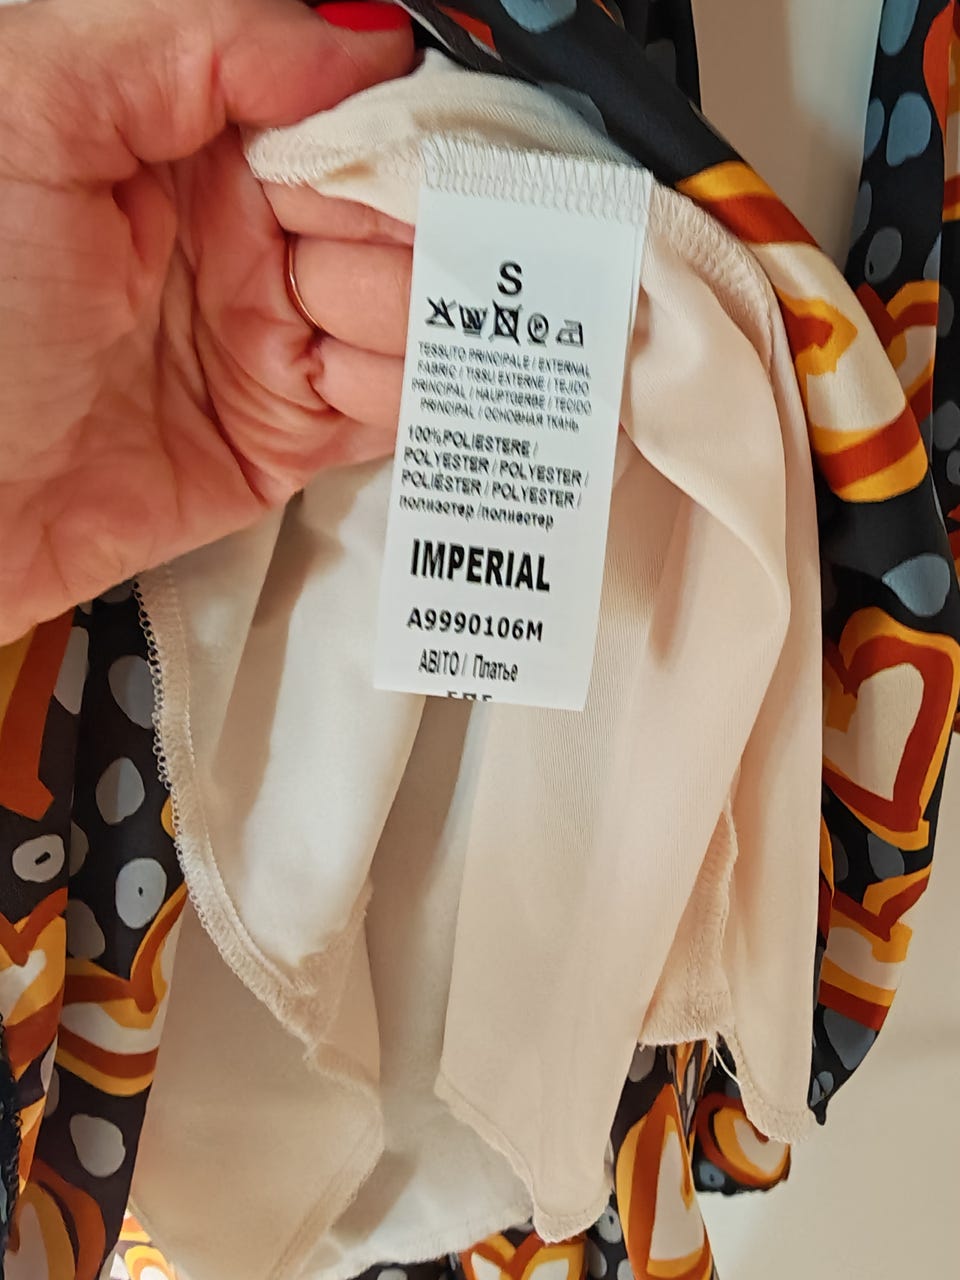 S
TESSUTO PRINCIPALE / EXTERNAL
FABRIC / TISSU EXTERNE / TEJIDO
PRINCIPAL / HAUPTGERBE / TECIDO
PRINCIPAL / ОСНОВНАЯ ТКАНЬ
100%POLIESTERE /
POLYESTER / POLYESTER /
POLIÉSTER / POLYESTER /
полиэстер /полиэстер
IMPERIAL
A9990106M
ABITO / Платье